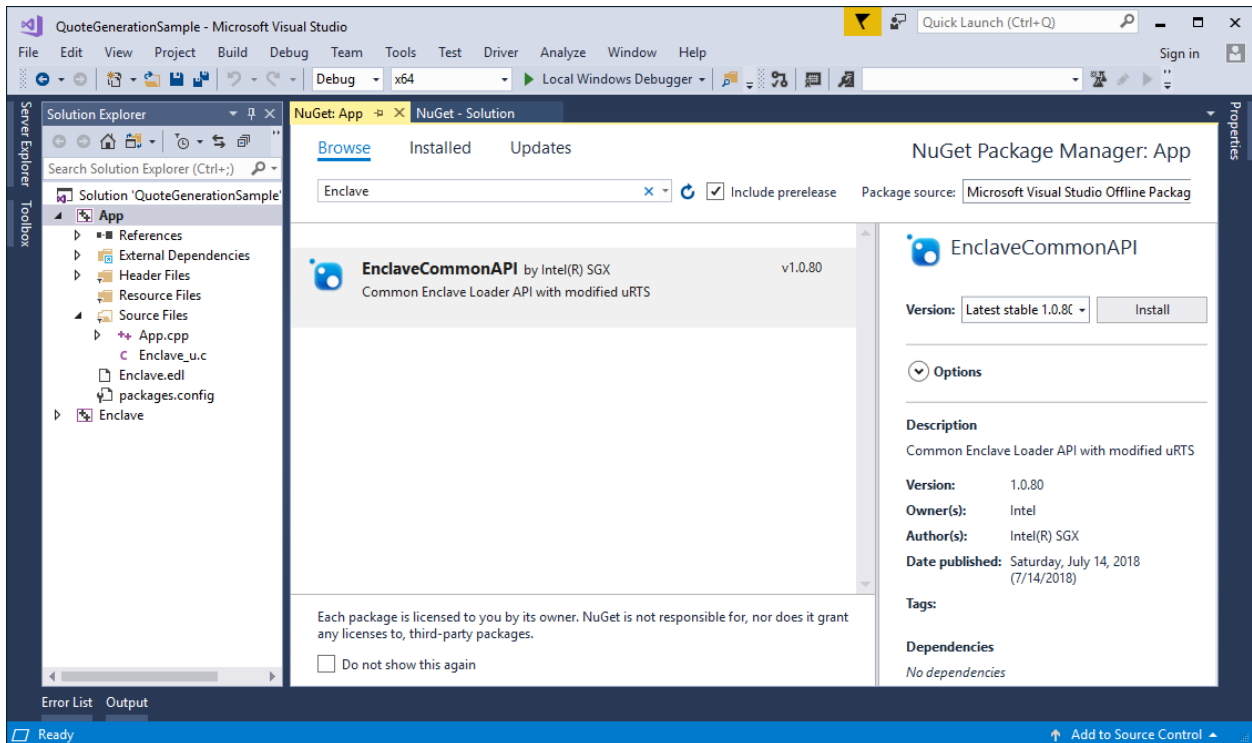 QuoteGenerationSample - Microsoft Visual Studio
Quick Launch (Ctrl+Q)
File Edit View Project Build Debug Team Tools Test Driver Analyze Window Help
Sign in
Debug x64 Local Windows Debugger
Server Explorer
Toolbox
Solution Explorer
Search Solution Explorer (Ctrl+;)
Solution 'QuoteGenerationSample'
App
References
External Dependencies
Header Files
Resource Files
Source Files
App.cpp
Enclave_u.c
Enclave.edl
packages.config
Enclave
NuGet: App NuGet - Solution
Browse Installed Updates
NuGet Package Manager: App
Enclave
Include prerelease
Package source: Microsoft Visual Studio Offline Packag
EnclaveCommonAPI by Intel(R) SGX v1.0.80
Common Enclave Loader API with modified uRTS
Each package is licensed to you by its owner. NuGet is not responsible for, nor does it grant
any licenses to, third-party packages.
Do not show this again
EnclaveCommonAPI
Version: Latest stable 1.0.8( Install
Options
Description
Common Enclave Loader API with modified uRTS
Version: 1.0.80
Owner(s): Intel
Author(s): Intel(R) SGX
Date published: Saturday, July 14, 2018
(7/14/2018)
Tags:
Dependencies
No dependencies
Properties
Error List Output
Ready
Add to Source Control